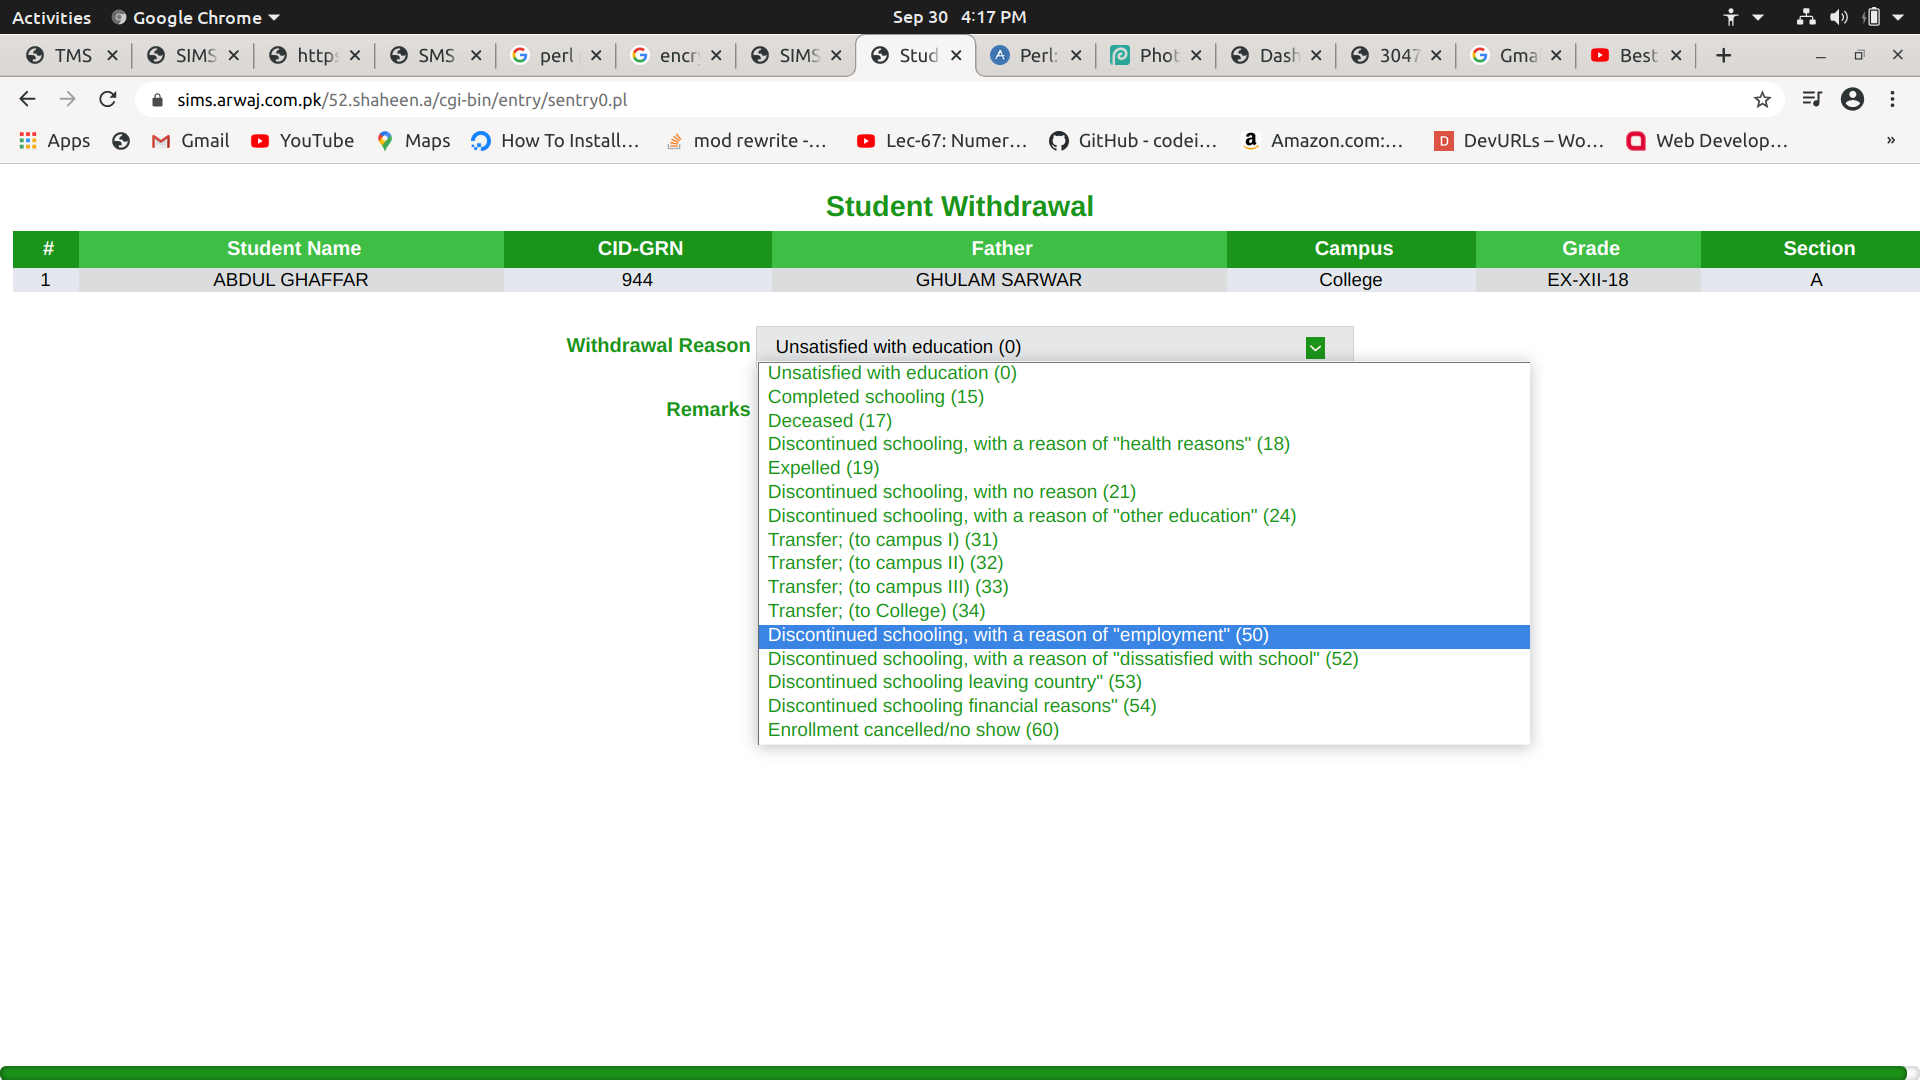 Activities Google Chrome Sep 30 4:17 PM
TMS SIMS https SMS perl encry SIMS Stud Perl: Phot Dash 3047 Gmai Best
sims.arwaj.com.pk/52.shaheen.a/cgi-bin/entry/sentry0.pl
Apps Gmail YouTube Maps How To Install... mod rewrite -... Lec-67: Numer... GitHub - codei... Amazon.com:... DevURLs – Wo... Web Develop... »
Student Withdrawal
# Student Name CID-GRN Father Campus Grade Section
1 ABDUL GHAFFAR 944 GHULAM SARWAR College EX-XII-18 A
Withdrawal Reason Unsatisfied with education (0)
Unsatisfied with education (0)
Completed schooling (15)
Remarks
Deceased (17)
Discontinued schooling, with a reason of "health reasons" (18)
Expelled (19)
Discontinued schooling, with no reason (21)
Discontinued schooling, with a reason of "other education" (24)
Transfer; (to campus I) (31)
Transfer; (to campus II) (32)
Transfer; (to campus III) (33)
Transfer; (to College) (34)
Discontinued schooling, with a reason of "employment" (50)
Discontinued schooling, with a reason of "dissatisfied with school" (52)
Discontinued schooling leaving country" (53)
Discontinued schooling financial reasons" (54)
Enrollment cancelled/no show (60)